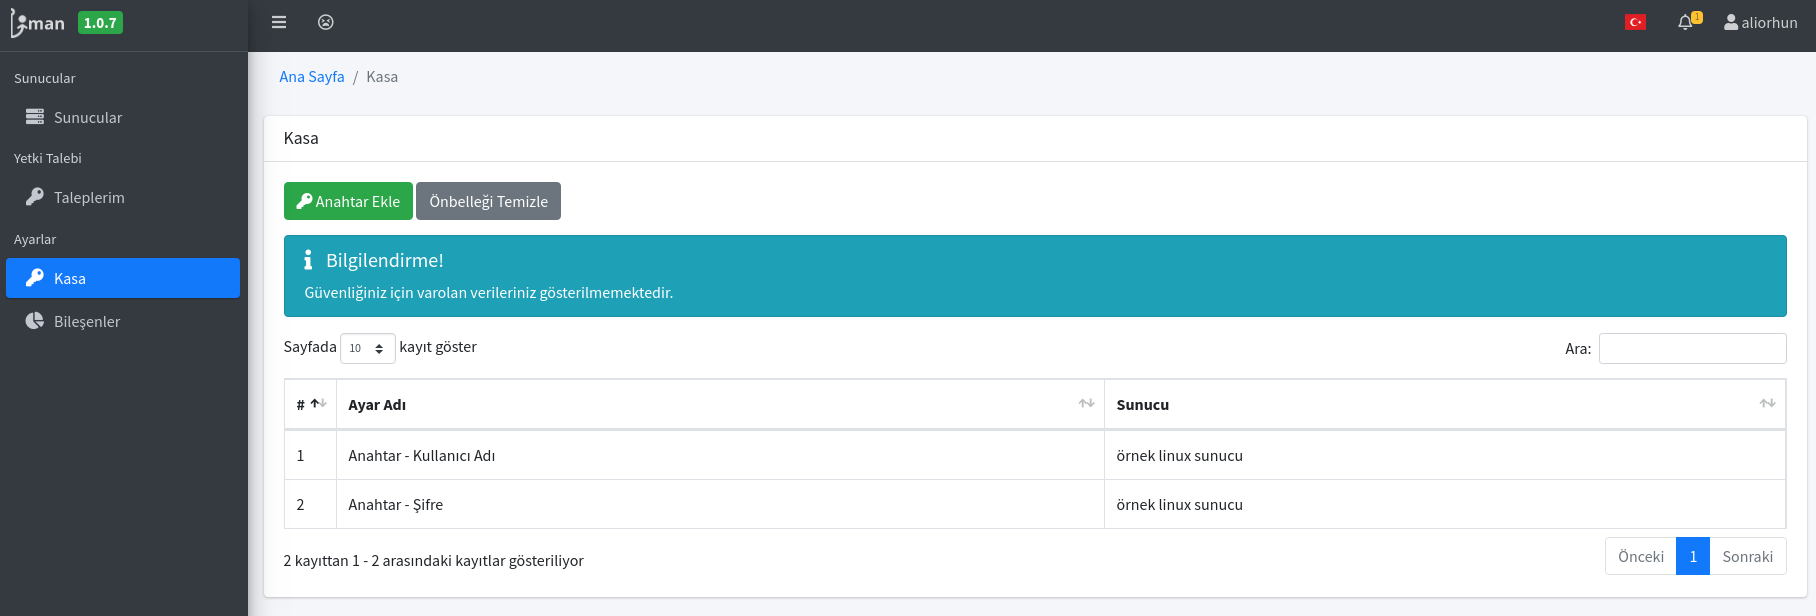 Liman 1.0.7
1
aliorhun
Sunucular
Sunucular
Yetki Talebi
Taleplerim
Ayarlar
Kasa
Bileşenler
Ana Sayfa / Kasa
Kasa
Anahtar Ekle Önbelleği Temizle
Bilgilendirme!
Güvenliğiniz için varolan verileriniz gösterilmemektedir.
Sayfada 10 kayıt göster Ara:
# Ayar Adı Sunucu
1 Anahtar - Kullanıcı Adı örnek linux sunucu
2 Anahtar - Şifre örnek linux sunucu
2 kayıttan 1 - 2 arasındaki kayıtlar gösteriliyor
Önceki 1 Sonraki